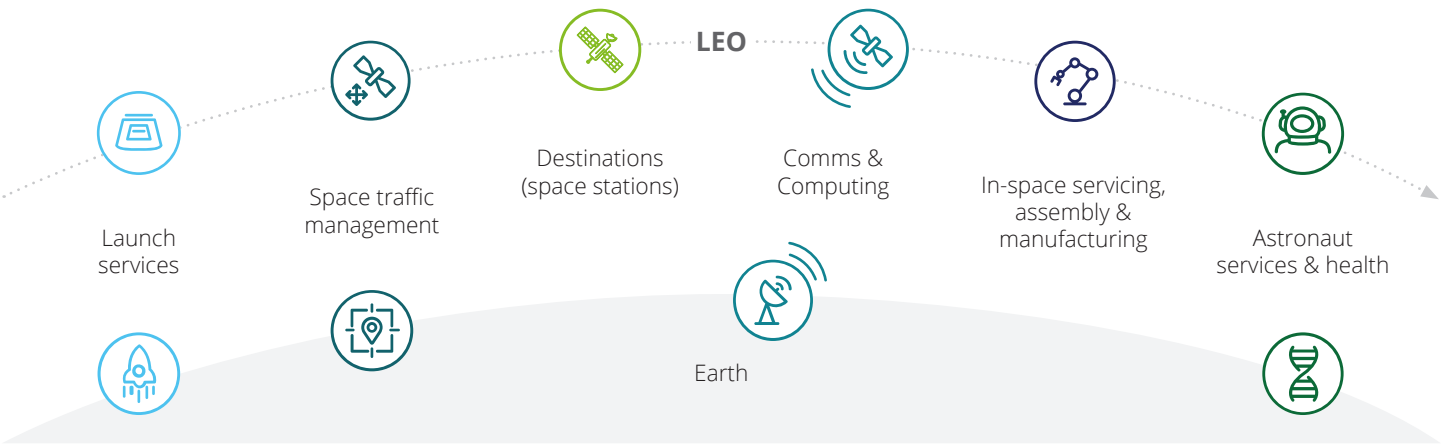 LEO
Launch
services
Space traffic
management
Destinations
(space stations)
Comms &
Computing
In-space servicing,
assembly &
manufacturing
Astronaut
services & health
Earth